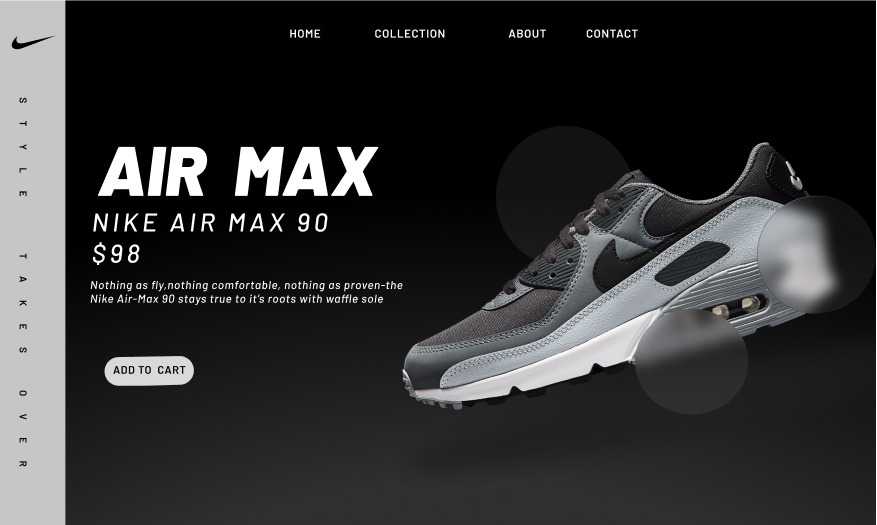 HOME COLLECTION ABOUT CONTACT
STYLE TAKES OVER
AIR MAX
NIKE AIR MAX 90
$98
Nothing as fly,nothing comfortable, nothing as proven-the
Nike Air-Max 90 stays true to it's roots with waffle sole
ADD TO CART